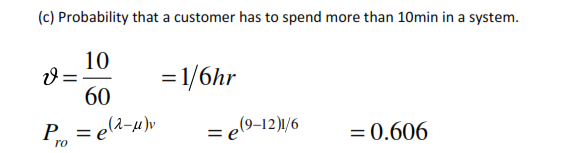 (c) Probability that a customer has to spend more than 10min in a system.
ϑ = 10/60 = 1/6hr
P_ro = e^(λ−μ)v = e^(9−12)1/6 = 0.606